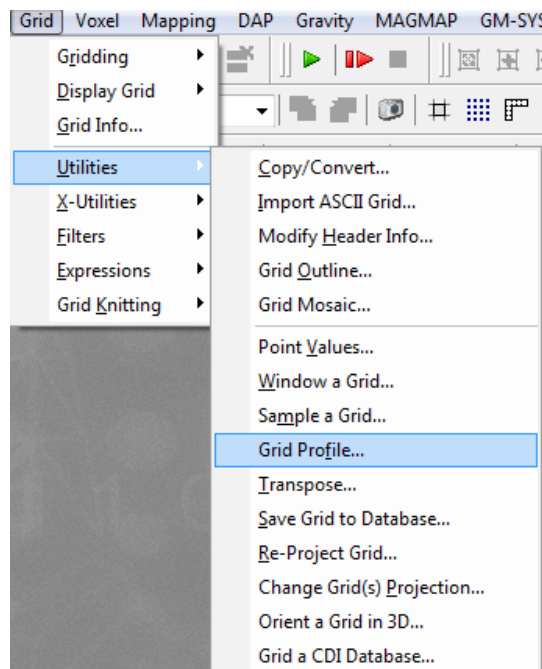 Grid Voxel Mapping DAP Gravity MAGMAP GM-SYS
Gridding
Display Grid
Grid Info...
Utilities
X-Utilities
Filters
Expressions
Grid Knitting
Copy/Convert...
Import ASCII Grid...
Modify Header Info...
Grid Outline...
Grid Mosaic...
Point Values...
Window a Grid...
Sample a Grid...
Grid Profile...
Transpose...
Save Grid to Database...
Re-Project Grid...
Change Grid(s) Projection...
Orient a Grid in 3D...
Grid a CDI Database...